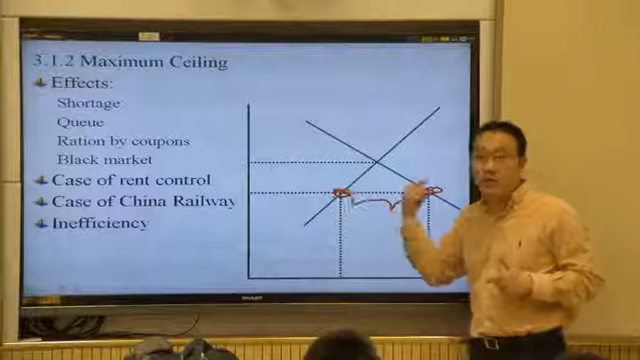 3.1.2 Maximum Ceiling
Effects:
Shortage
Queue
Ration by coupons
Black market
Case of rent control
Case of China Railway
Inefficiency
SHARP